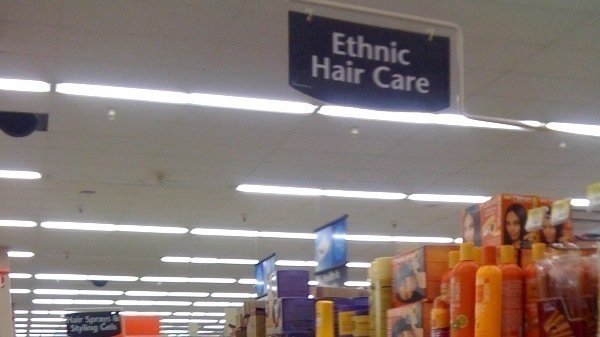 Ethnic
Hair Care
Hair Sprays &
Styling Gels